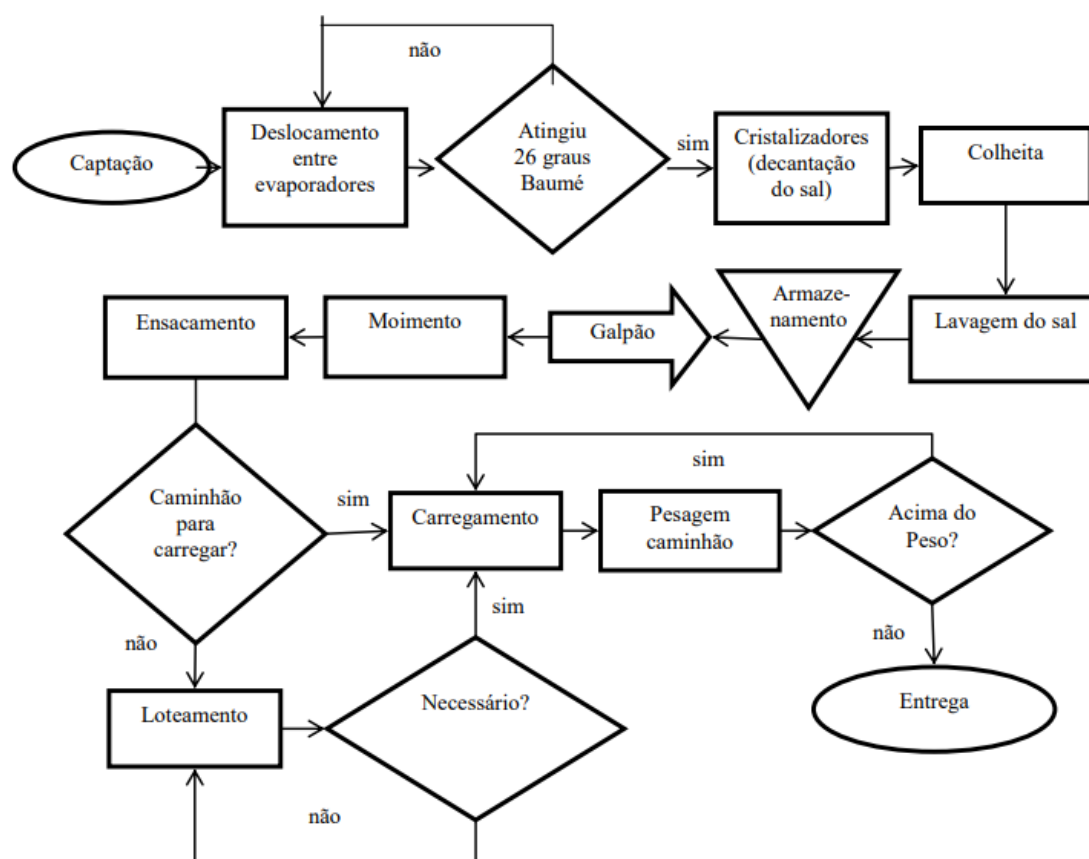 não
Captação
Deslocamento
entre
evaporadores
Atingiu
26 graus
Baumé
sim
Cristalizadores
(decantação
do sal)
Colheita
Ensacamento
Moimento
Galpão
Armaze-
namento
Lavagem do sal
Caminhão
para
carregar?
sim
Carregamento
Pesagem
caminhão
sim
Acima do
Peso?
não
sim
não
Loteamento
Necessário?
Entrega
não